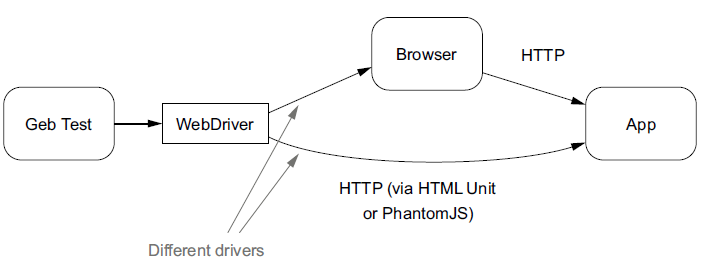 Browser
HTTP
Geb Test
WebDriver
App
HTTP (via HTML Unit
or PhantomJS)
Different drivers